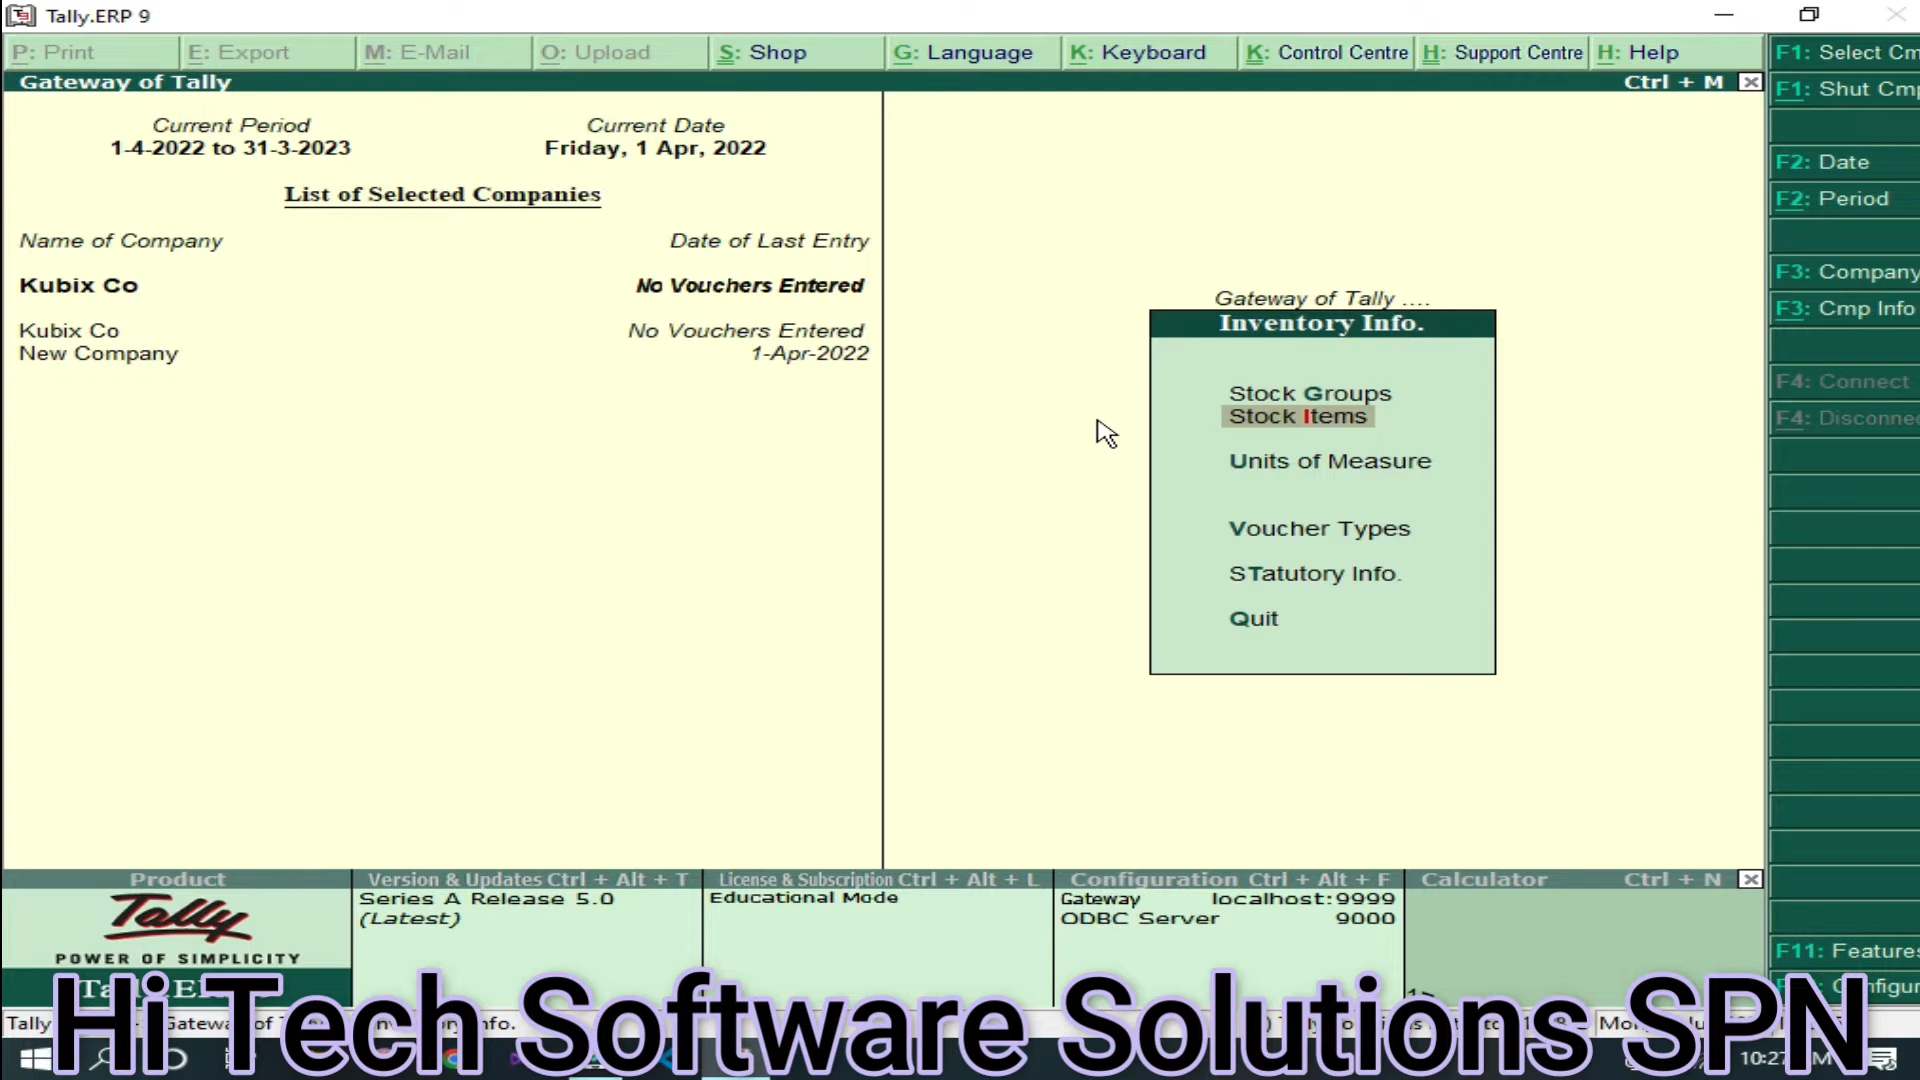 Tally.ERP 9
P: Print E: Export M: E-Mail O: Upload S: Shop G: Language K: Keyboard K: Control Centre H: Support Centre H: Help
Gateway of Tally Ctrl + M
Current Period Current Date
1-4-2022 to 31-3-2023 Friday, 1 Apr, 2022
List of Selected Companies
Name of Company Date of Last Entry
Kubix Co No Vouchers Entered
Kubix Co No Vouchers Entered
New Company 1-Apr-2022
Gateway of Tally ....
Inventory Info.
Stock Groups
Stock Items
Units of Measure
Voucher Types
STatutory Info.
Quit
F1: Select Cm
F1: Shut Cmp
F2: Date
F2: Period
F3: Company
F3: Cmp Info
F4: Connect
F4: Disconnec
F11: Features
Product Version & Updates Ctrl + Alt + T License & Subscription Ctrl + Alt + L Configuration Ctrl + Alt + F Calculator Ctrl + N
Tally
POWER OF SIMPLICITY
Series A Release 5.0
(Latest)
Educational Mode
Gateway localhost:9999
ODBC Server 9000
Hi Tech Software Solutions SPN
Tally
10:27